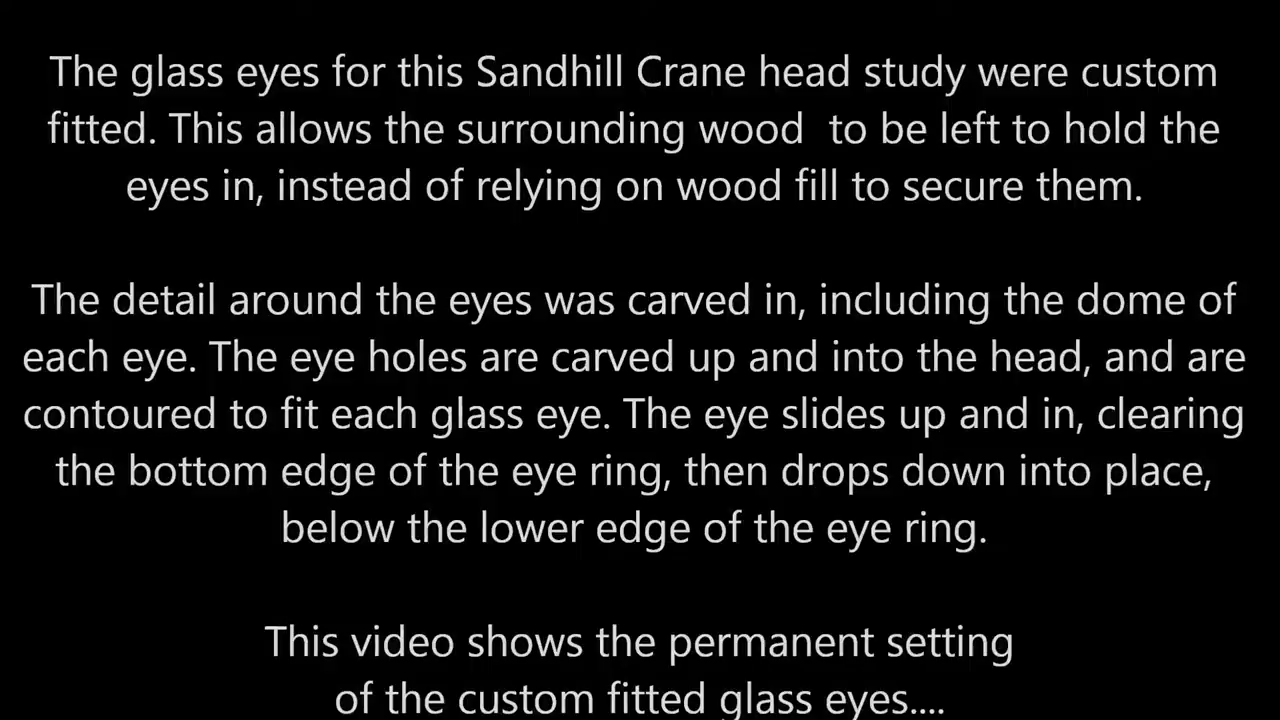 The glass eyes for this Sandhill Crane head study were custom
fitted. This allows the surrounding wood  to be left to hold the
eyes in, instead of relying on wood fill to secure them.
The detail around the eyes was carved in, including the dome of
each eye. The eye holes are carved up and into the head, and are
contoured to fit each glass eye. The eye slides up and in, clearing
the bottom edge of the eye ring, then drops down into place,
below the lower edge of the eye ring.
This video shows the permanent setting
of the custom fitted glass eyes....